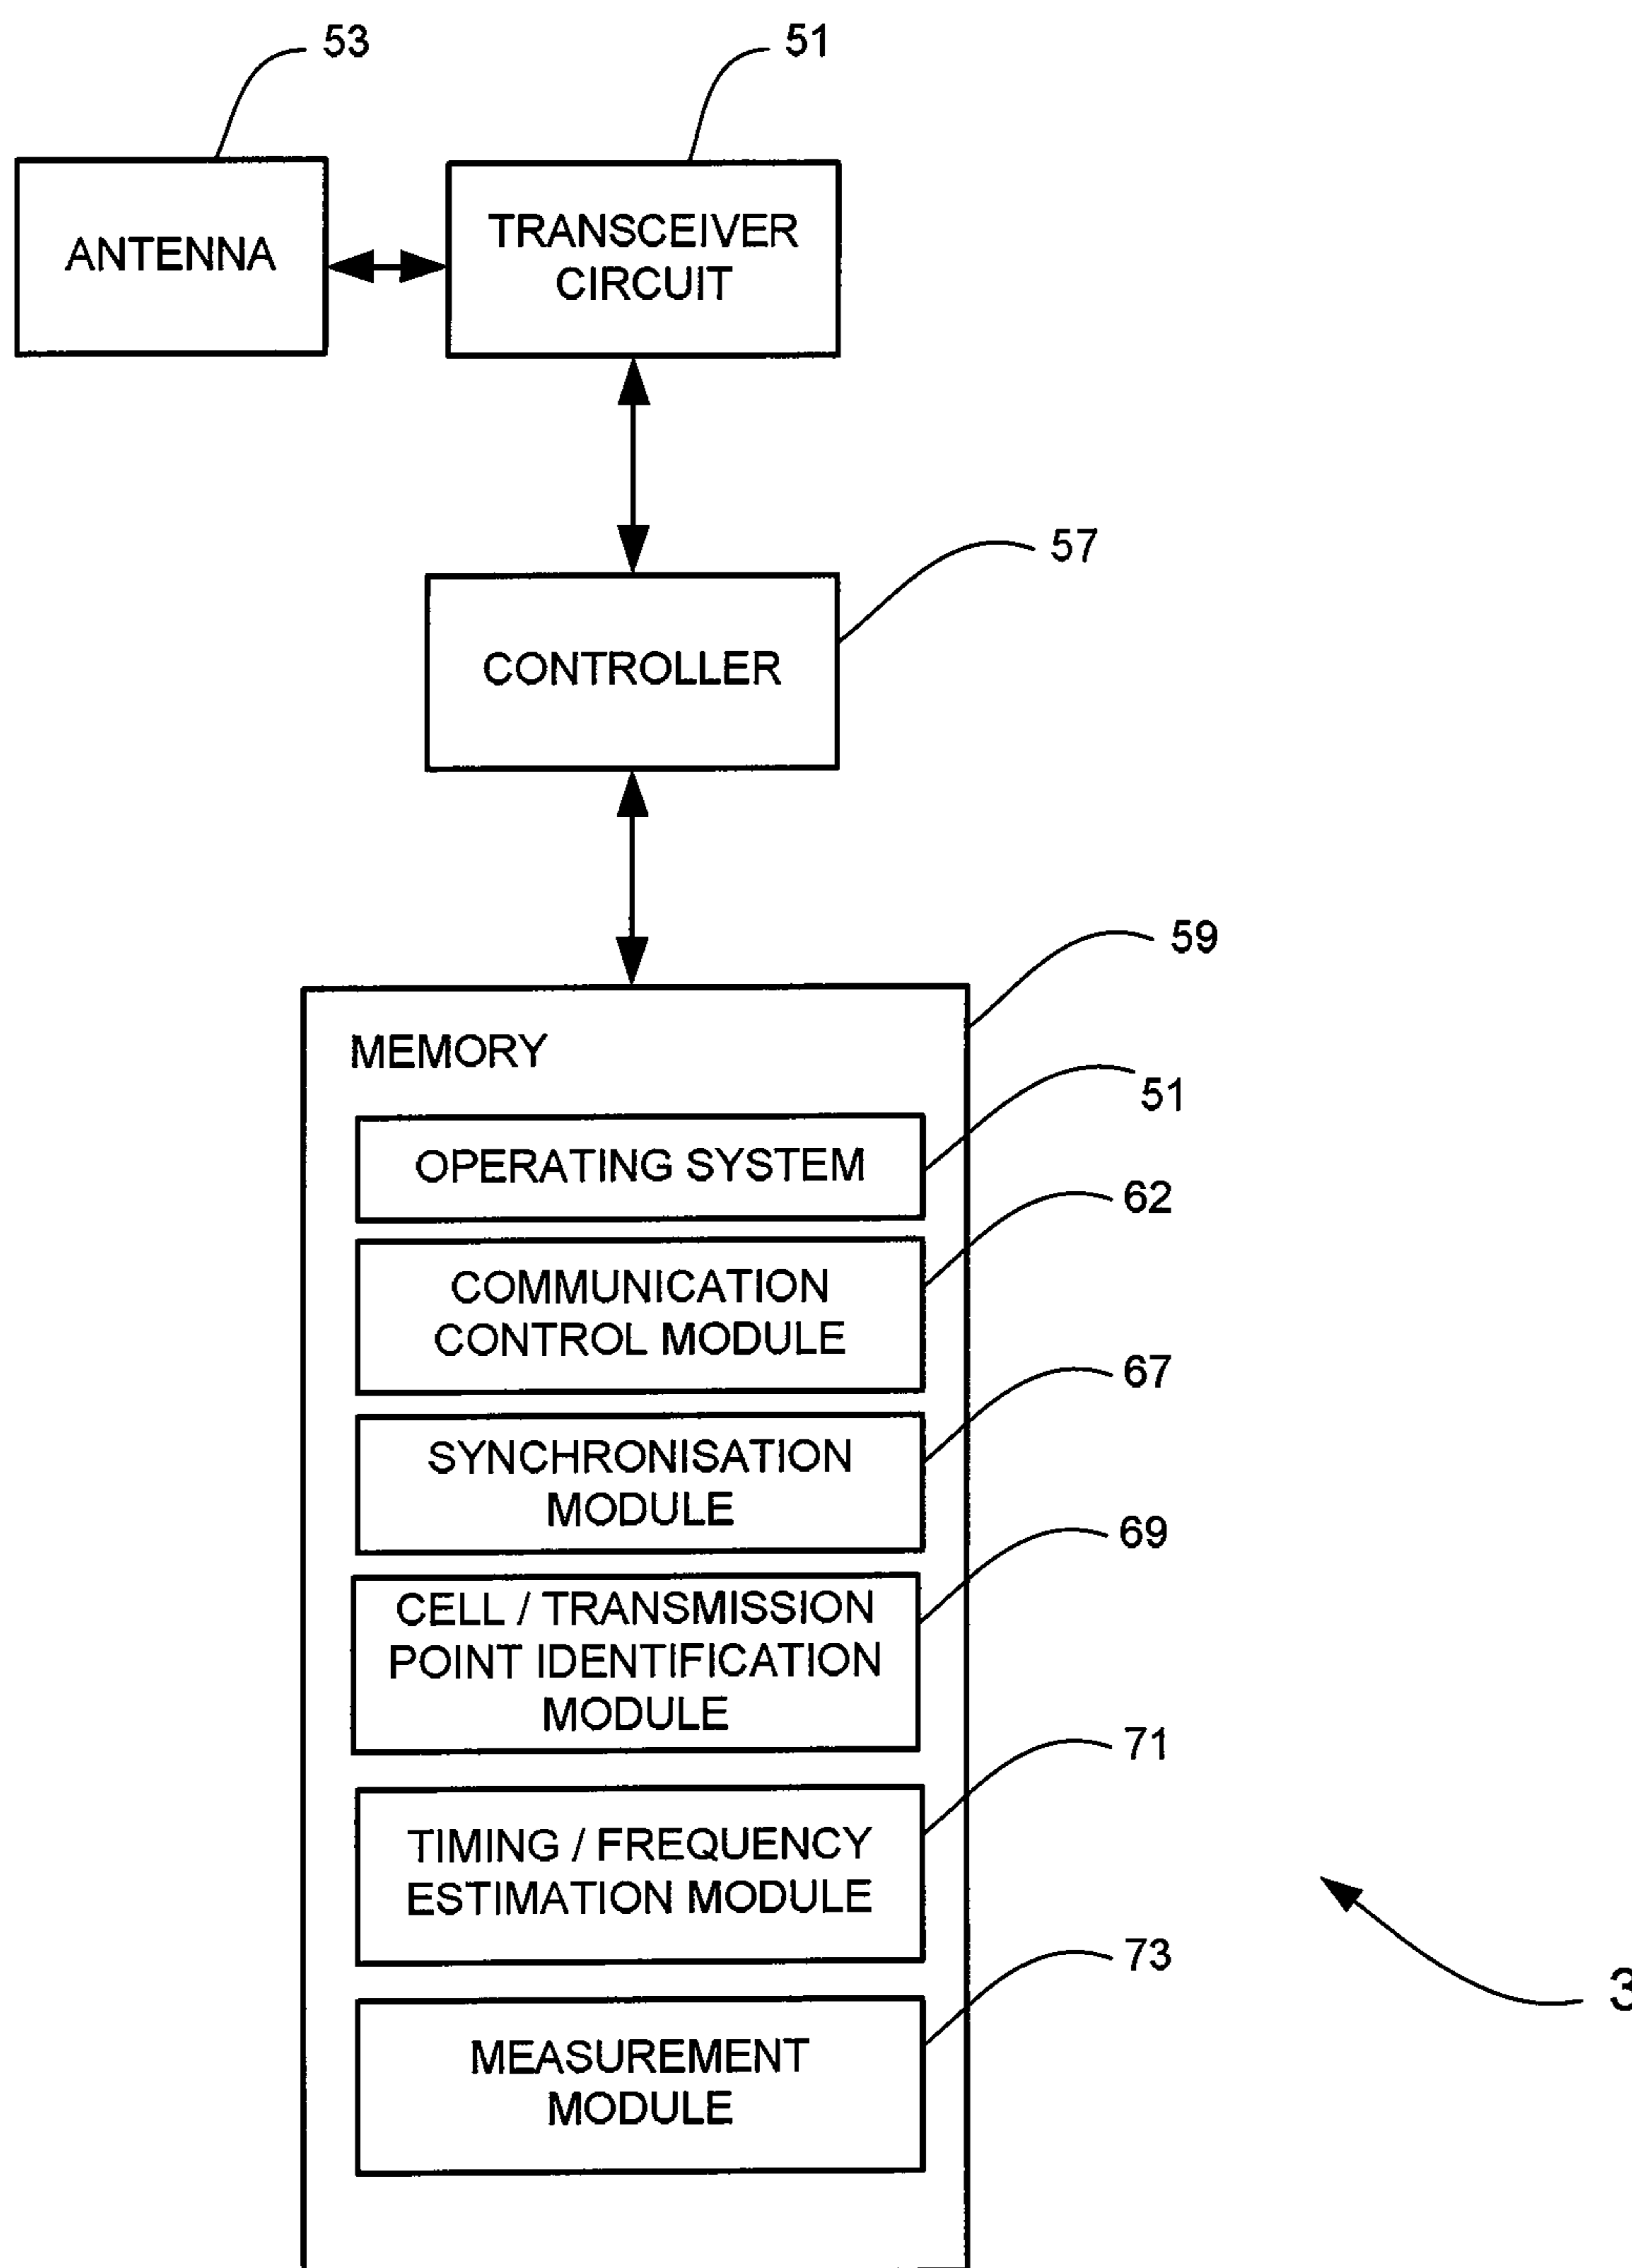 53
51
ANTENNA
TRANSCEIVER
CIRCUIT
57
CONTROLLER
59
MEMORY
51
OPERATING SYSTEM
62
COMMUNICATION
CONTROL MODULE
67
SYNCHRONISATION
MODULE
69
CELL / TRANSMISSION
POINT IDENTIFICATION
MODULE
71
TIMING / FREQUENCY
ESTIMATION MODULE
73
MEASUREMENT
MODULE
3